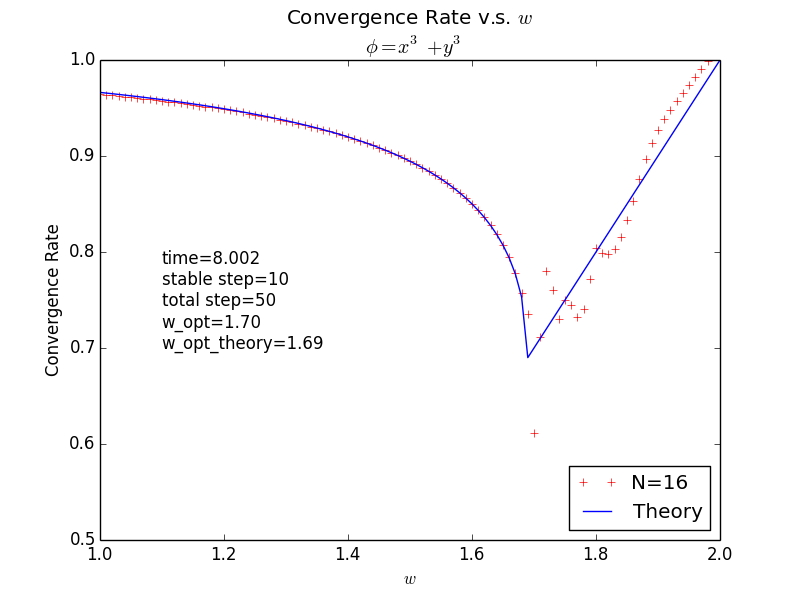 Convergence Rate v.s. w
ϕ=x³ +y³
1.0
0.9
0.8
0.7
0.6
0.5
Convergence Rate
time=8.002
stable step=10
total step=50
w_opt=1.70
w_opt_theory=1.69
N=16
Theory
1.0 1.2 1.4 1.6 1.8 2.0
w